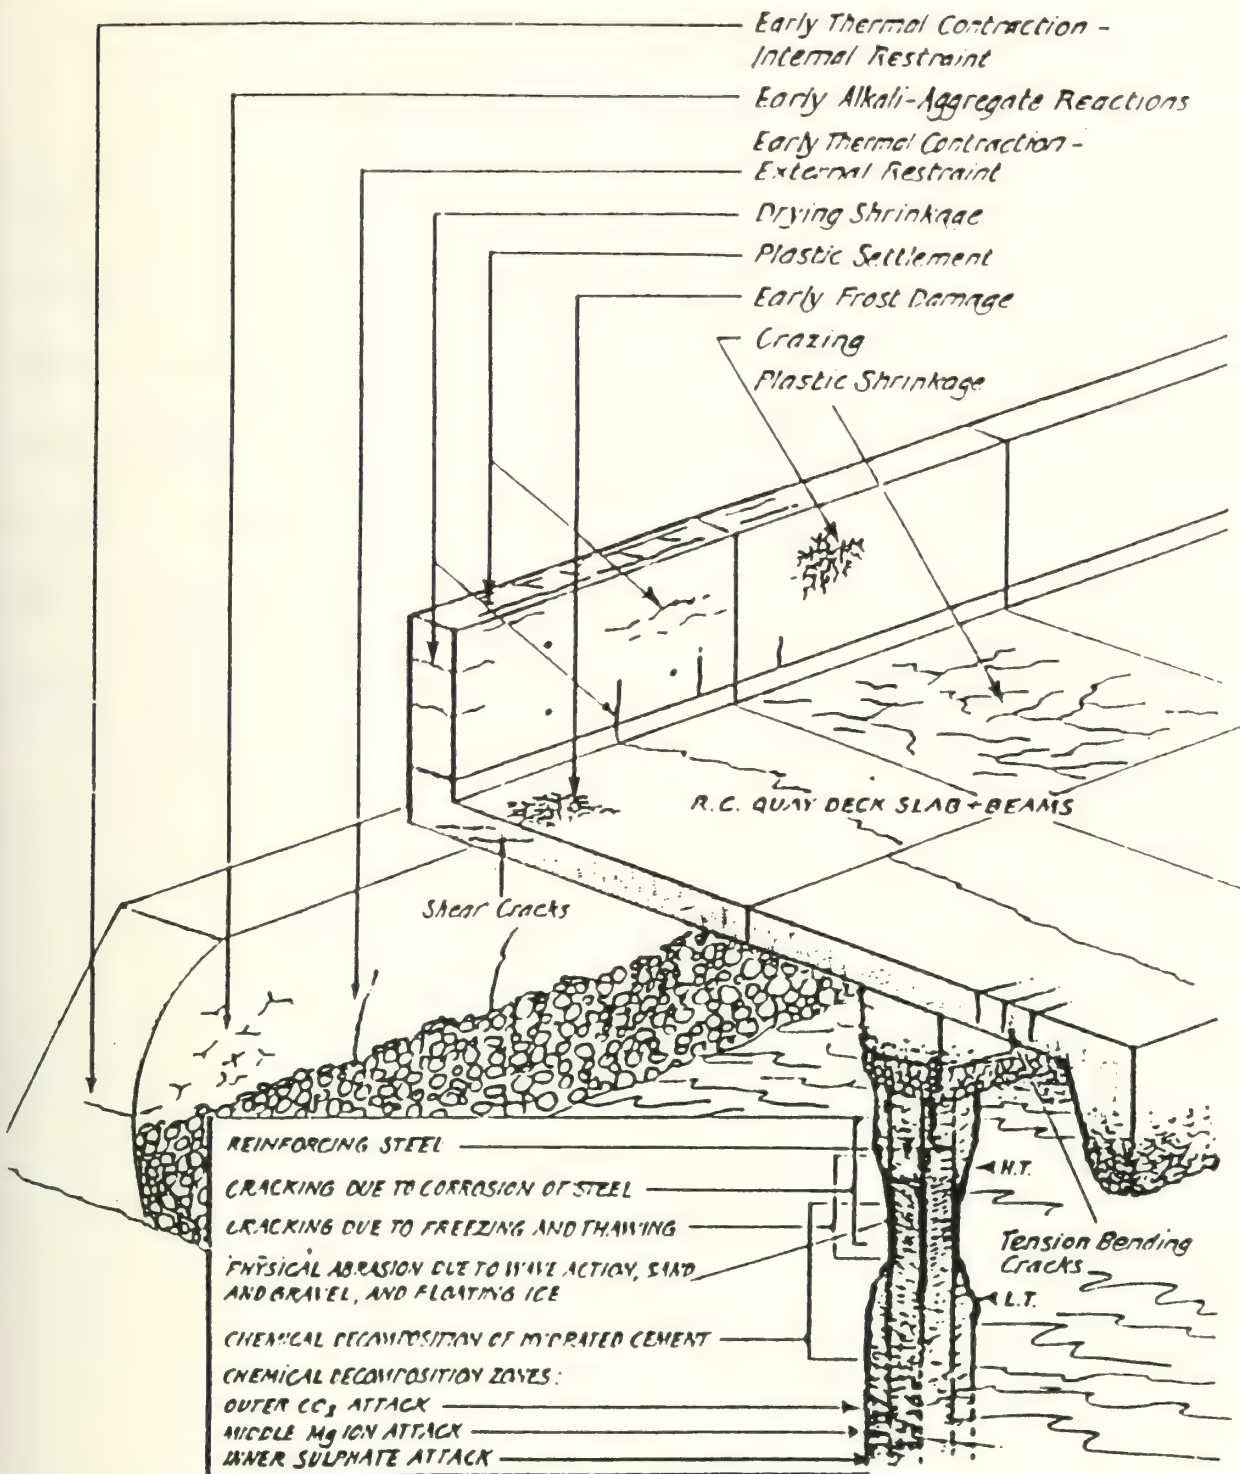 Early Thermal Contraction -
Internal Restraint
Early Alkali-Aggregate Reactions
Early Thermal Contraction -
External Restraint
Drying Shrinkage
Plastic Settlement
Early Frost Damage
Crazing
Plastic Shrinkage
R.C. QUAY DECK SLAB + BEAMS
Shear Cracks
REINFORCING STEEL
CRACKING DUE TO CORROSION OF STEEL
H.T.
CRACKING DUE TO FREEZING AND THAWING
Tension Bending
Cracks
PHYSICAL ABRASION DUE TO WAVE ACTION, SAND
AND GRAVEL, AND FLOATING ICE
L.T.
CHEMICAL DECOMPOSITION OF HYDRATED CEMENT
CHEMICAL DECOMPOSITION ZONES:
OUTER CO₂ ATTACK
MIDDLE Mg ION ATTACK
INNER SULPHATE ATTACK